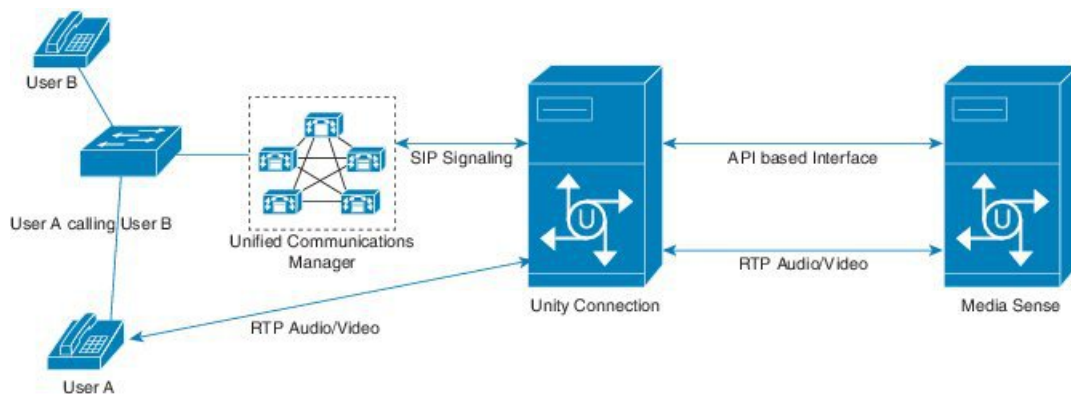 User B
SIP Signaling
API based Interface
User A calling User B
Unified Communications
Manager
U
U
RTP Audio/Video
Unity Connection
Media Sense
RTP Audio/Video
User A